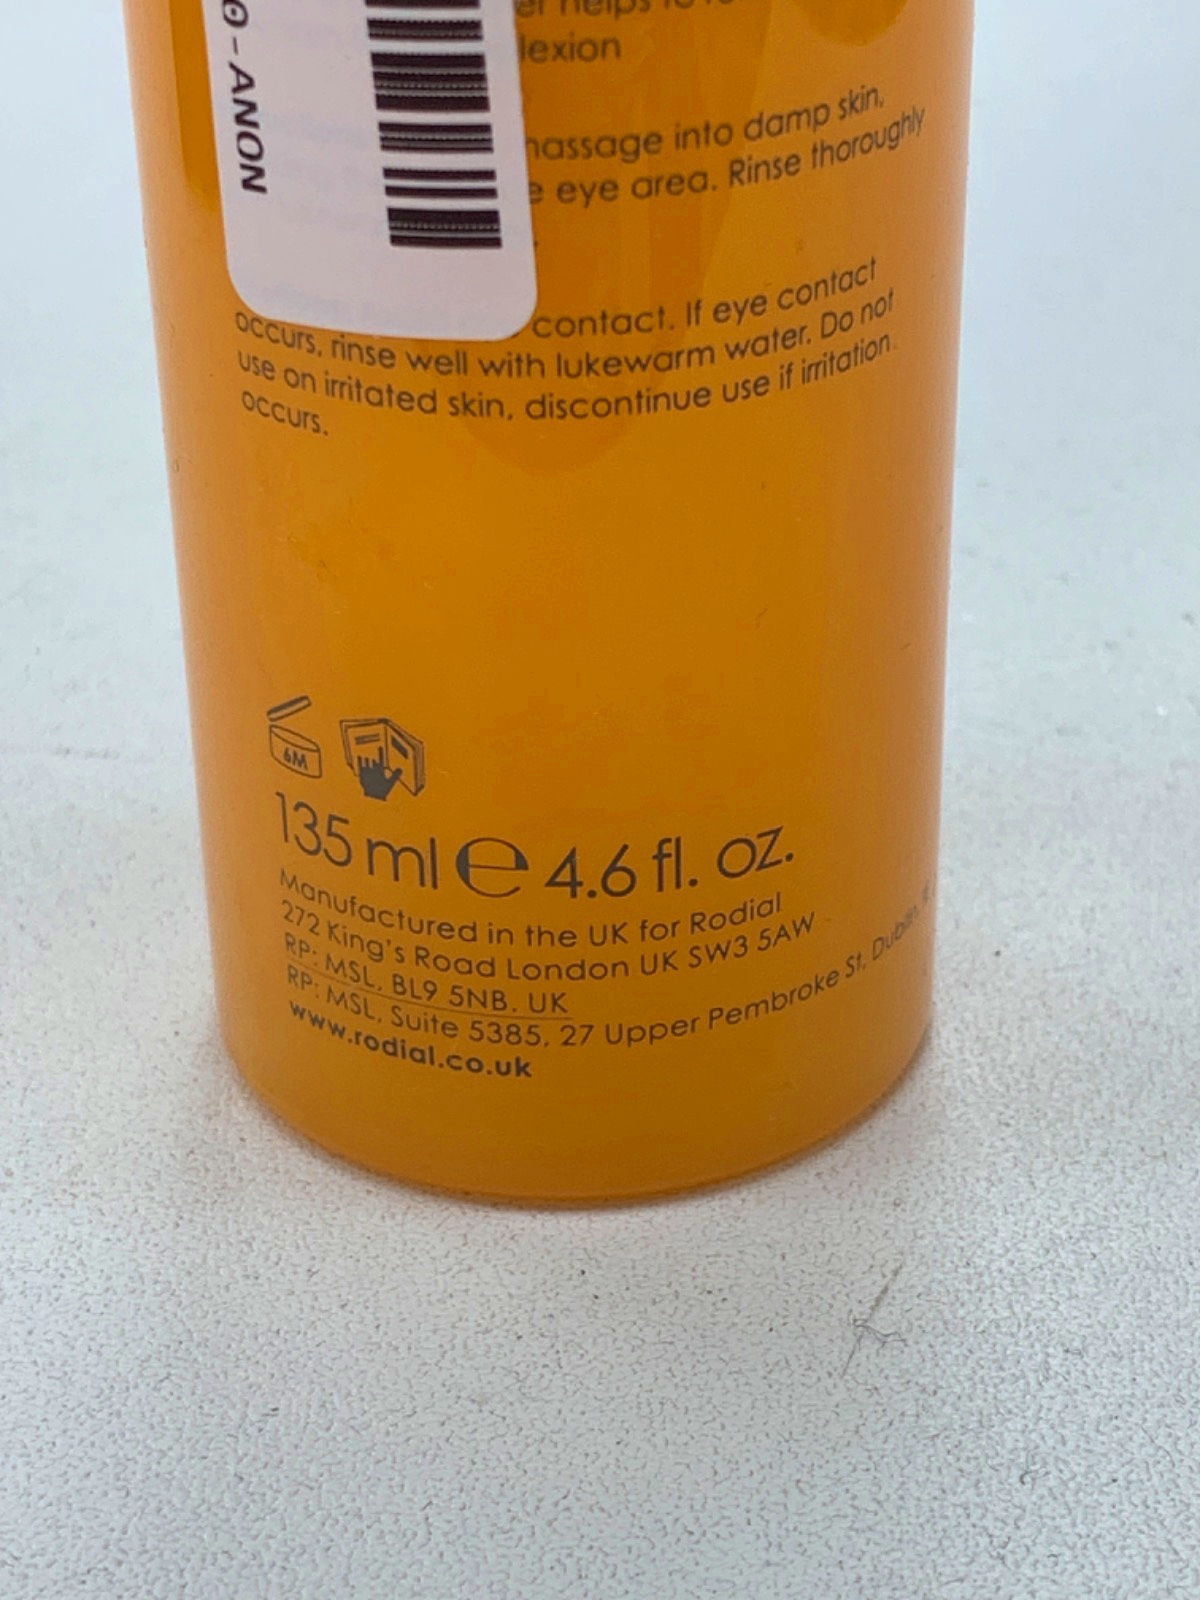 0-ANON
helps
lexion
massage into damp skin,
eye area. Rinse thoroughly
contact. If eye contact
occurs, rinse well with lukewarm water. Do not
use on irritated skin, discontinue use if irritation
occurs.
6M
135 ml e 4.6 fl. oz.
Manufactured in the UK for Rodial
272 King's Road London UK SW3 5AW
RP: MSL, BL9 5NB. UK
RP: MSL, Suite 5385, 27 Upper Pembroke St, Dublin,
www.rodial.co.uk